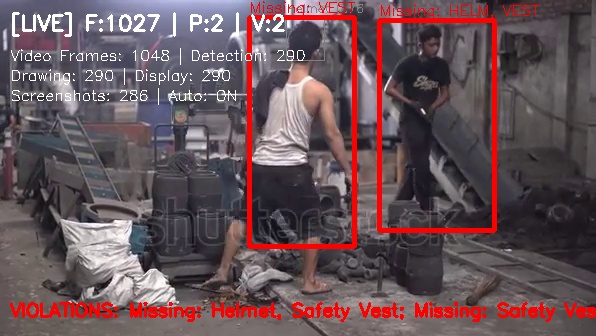 [LIVE] F:1027 | P:2 | V:2
Missing: VEST
Missing: HELM, VEST
Video Frames: 1048 | Detection: 290
Drawing: 290 | Display: 290
Screenshots: 286 | Auto: ON
shutterstock
VIOLATIONS: Missing: Helmet, Safety Vest; Missing: Safety Ves